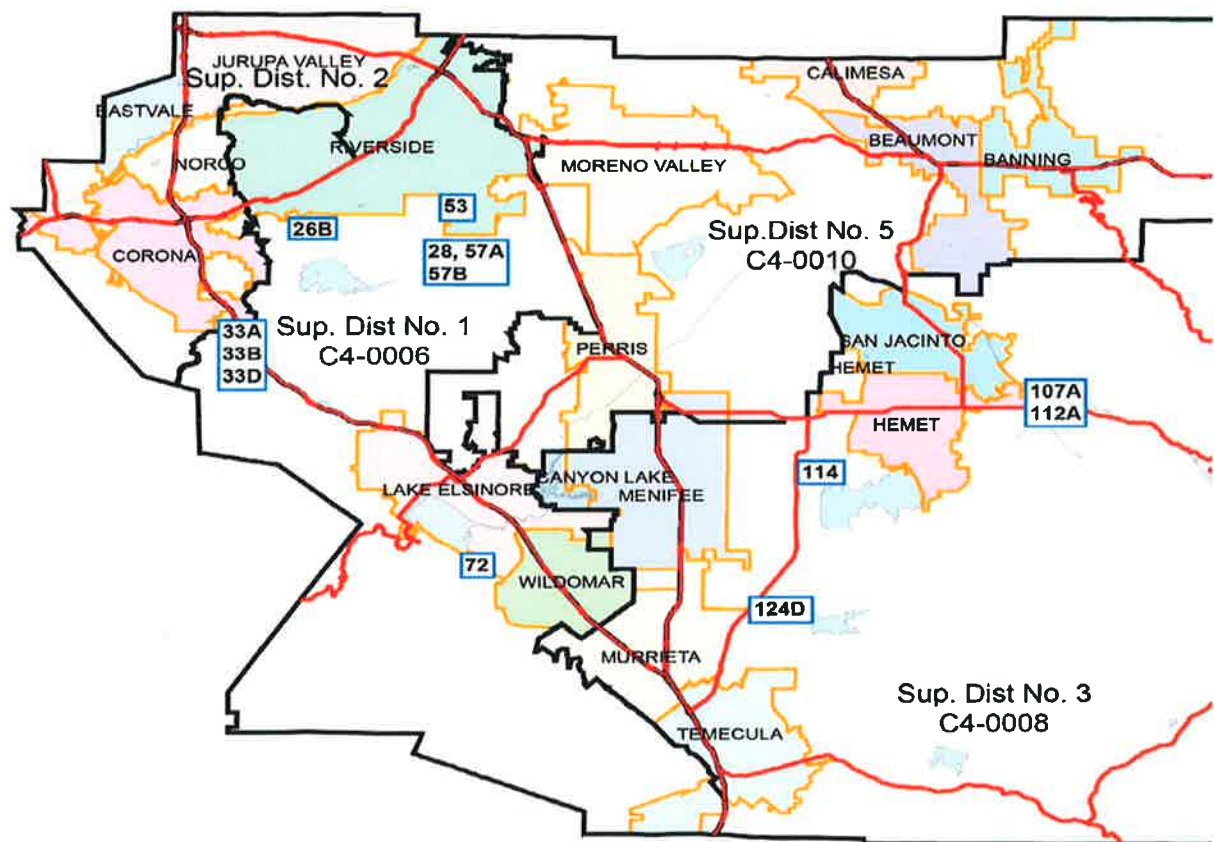 JURUPA VALLEY
Sup. Dist. No. 2
EASTVALE
CALIMESA
NORCO
RIVERSIDE
MORENO VALLEY
BEAUMONT
BANNING
26B
53
28, 57A
57B
CORONA
Sup.Dist No. 5
C4-0010
33A
33B
33D
Sup. Dist No. 1
C4-0006
PERRIS
SAN JACINTO
HEMET
107A
112A
HEMET
LAKE ELSINORE
CANYON LAKE
MENIFEE
114
72
WILDOMAR
124D
MURRIETA
Sup. Dist No. 3
C4-0008
TEMECULA